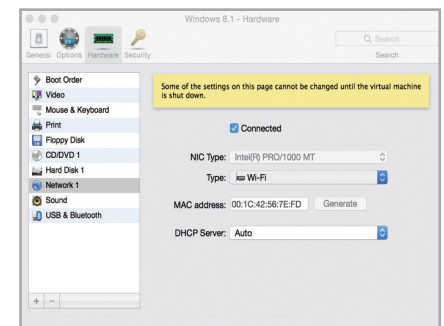 Windows 8.1 - Hardware
Search
General Options Hardware Security
Search
Boot Order
Video
Mouse & Keyboard
Print
Floppy Disk
CD/DVD 1
Hard Disk 1
Network 1
Sound
USB & Bluetooth
Some of the settings on this page cannot be changed until the virtual machine
is shut down.
Connected
NIC Type: Intel(R) PRO/1000 MT
Type: Wi-Fi
MAC address: 00:1C:42:56:7E:FD Generate
DHCP Server: Auto
+ -